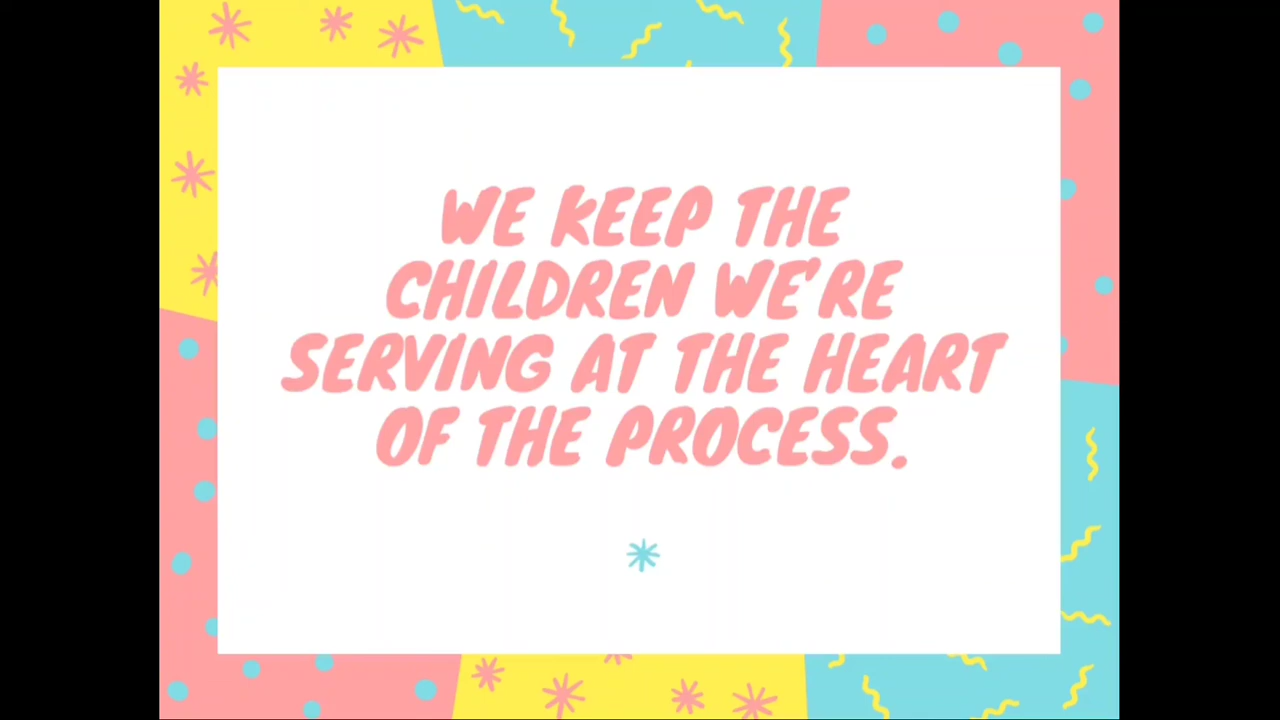 WE KEEP THE
CHILDREN WE'RE
SERVING AT THE HEART
OF THE PROCESS.